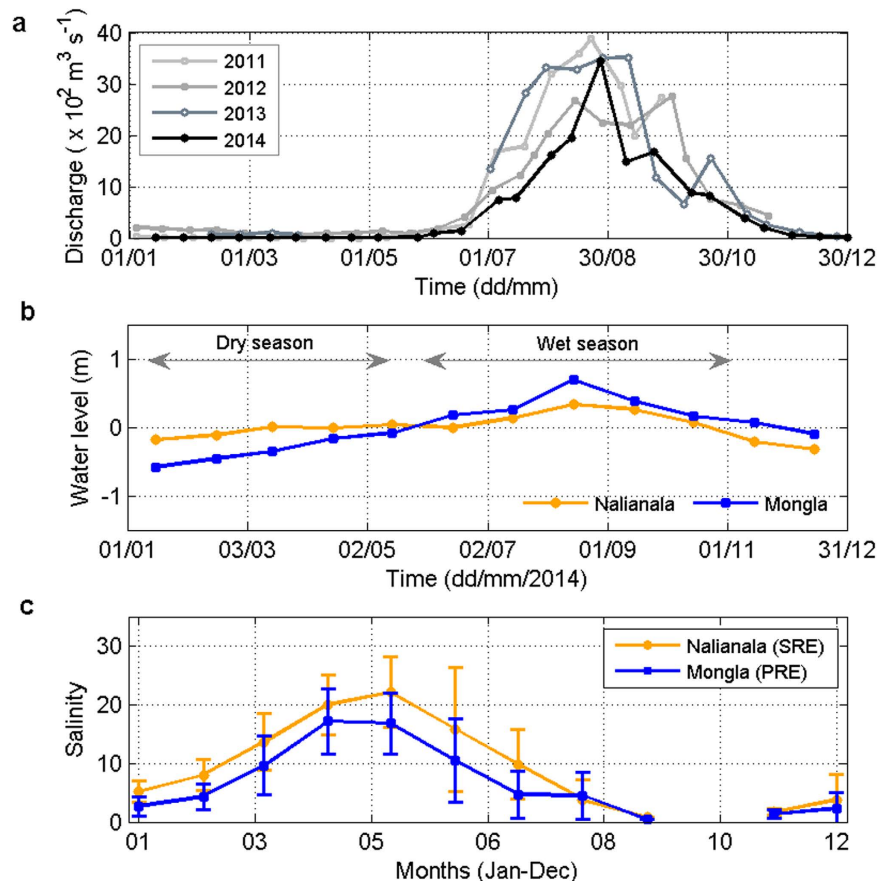 a
40
30
20
10
0
Discharge ( x 10² m³ s⁻¹)
2011
2012
2013
2014
01/01 01/03 01/05 01/07 30/08 30/10 30/12
Time (dd/mm)
b
1
0
-1
Water level (m)
Dry season Wet season
Nalianala Mongla
01/01 03/03 02/05 02/07 01/09 01/11 31/12
Time (dd/mm/2014)
c
30
20
10
0
Salinity
Nalianala (SRE)
Mongla (PRE)
01 03 05 06 08 10 12
Months (Jan-Dec)